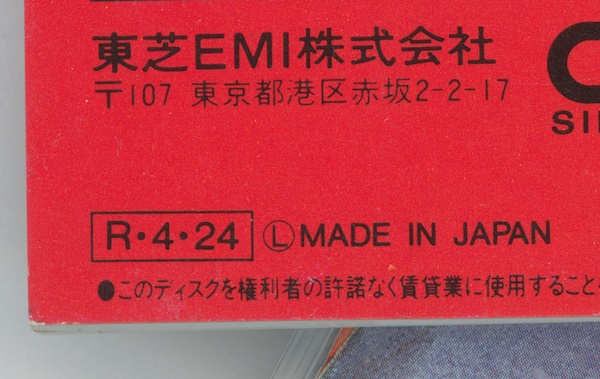 東芝EMI株式会社
〒107 東京都港区赤坂2-2-17
R・4・24 Ⓛ MADE IN JAPAN
●このディスクを権利者の許諾なく賃貸業に使用すること